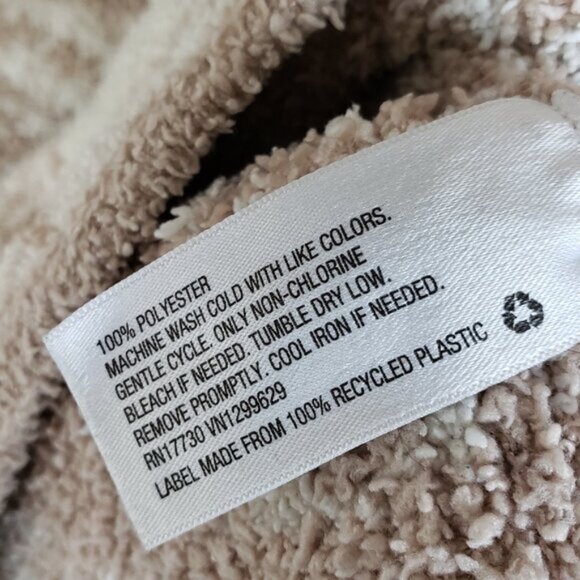 100% POLYESTER
MACHINE WASH COLD WITH LIKE COLORS.
GENTLE CYCLE. ONLY NON-CHLORINE
BLEACH IF NEEDED. TUMBLE DRY LOW.
REMOVE PROMPTLY. COOL IRON IF NEEDED.
RN17730 VN1299629
LABEL MADE FROM 100% RECYCLED PLASTIC